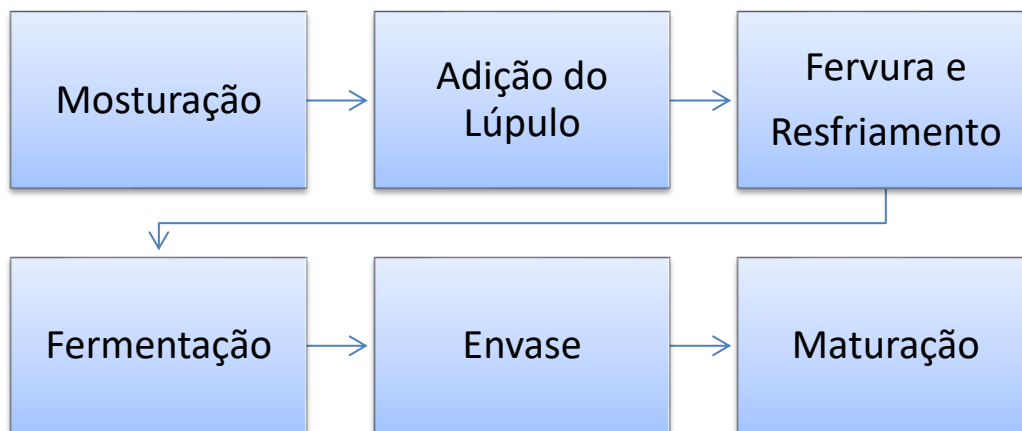 Mosturação
Adição do
Lúpulo
Fervura e
Resfriamento
Fermentação
Envase
Maturação